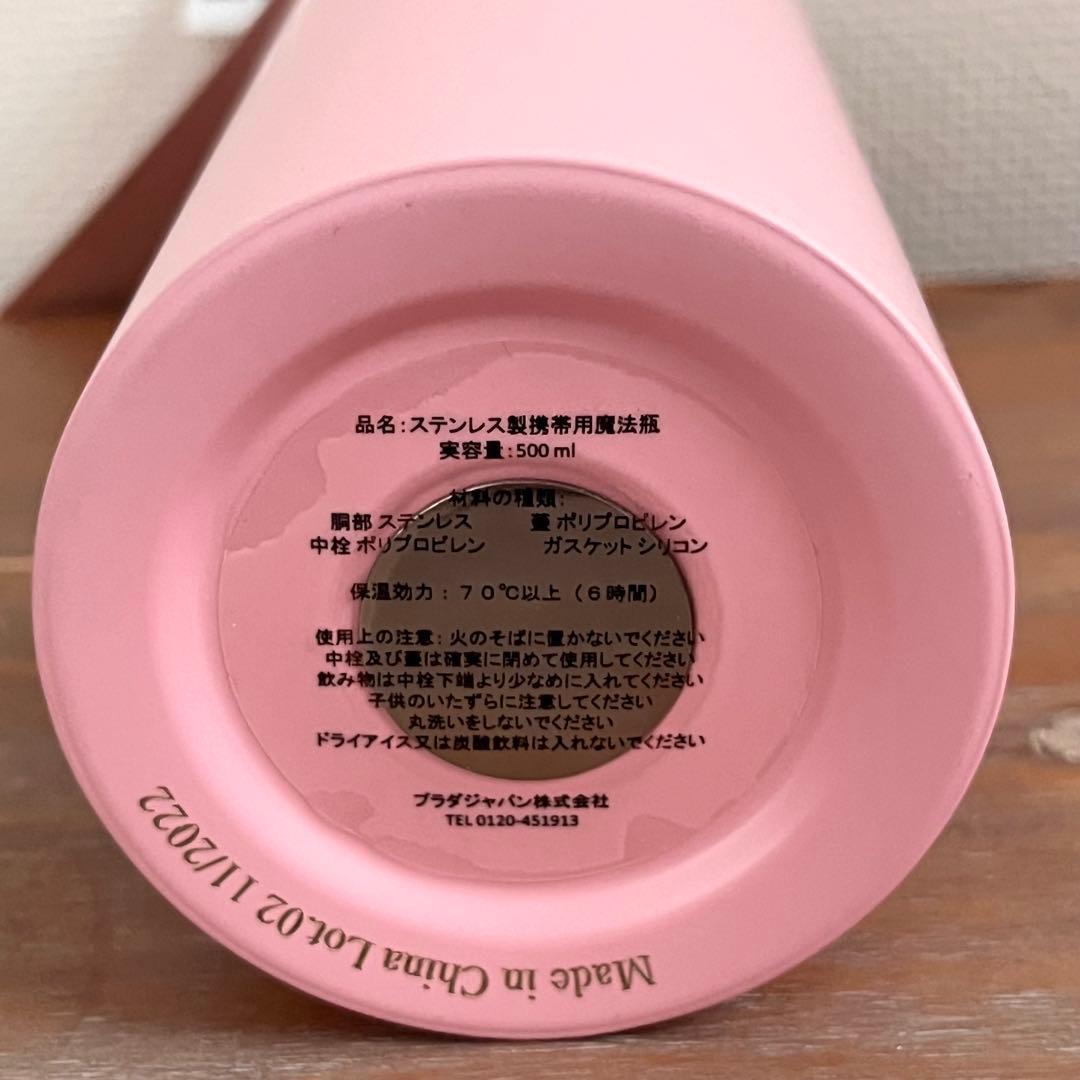 品名:ステンレス製携帯用魔法瓶
実容量:500 ml
材料の種類:
胴部 ステンレス 蓋 ポリプロピレン
中栓 ポリプロピレン ガスケット シリコン
保温効力: 70℃以上 (6時間)
使用上の注意: 火のそばに置かないでください
中栓及び蓋は確実に閉めて使用してください
飲み物は中栓下端より少なめに入れてください
子供のいたずらに注意してください
丸洗いをしないでください
ドライアイス又は炭酸飲料は入れないでください
プラダジャパン株式会社
TEL 0120-451913
Made in China Lot.02 11/2022